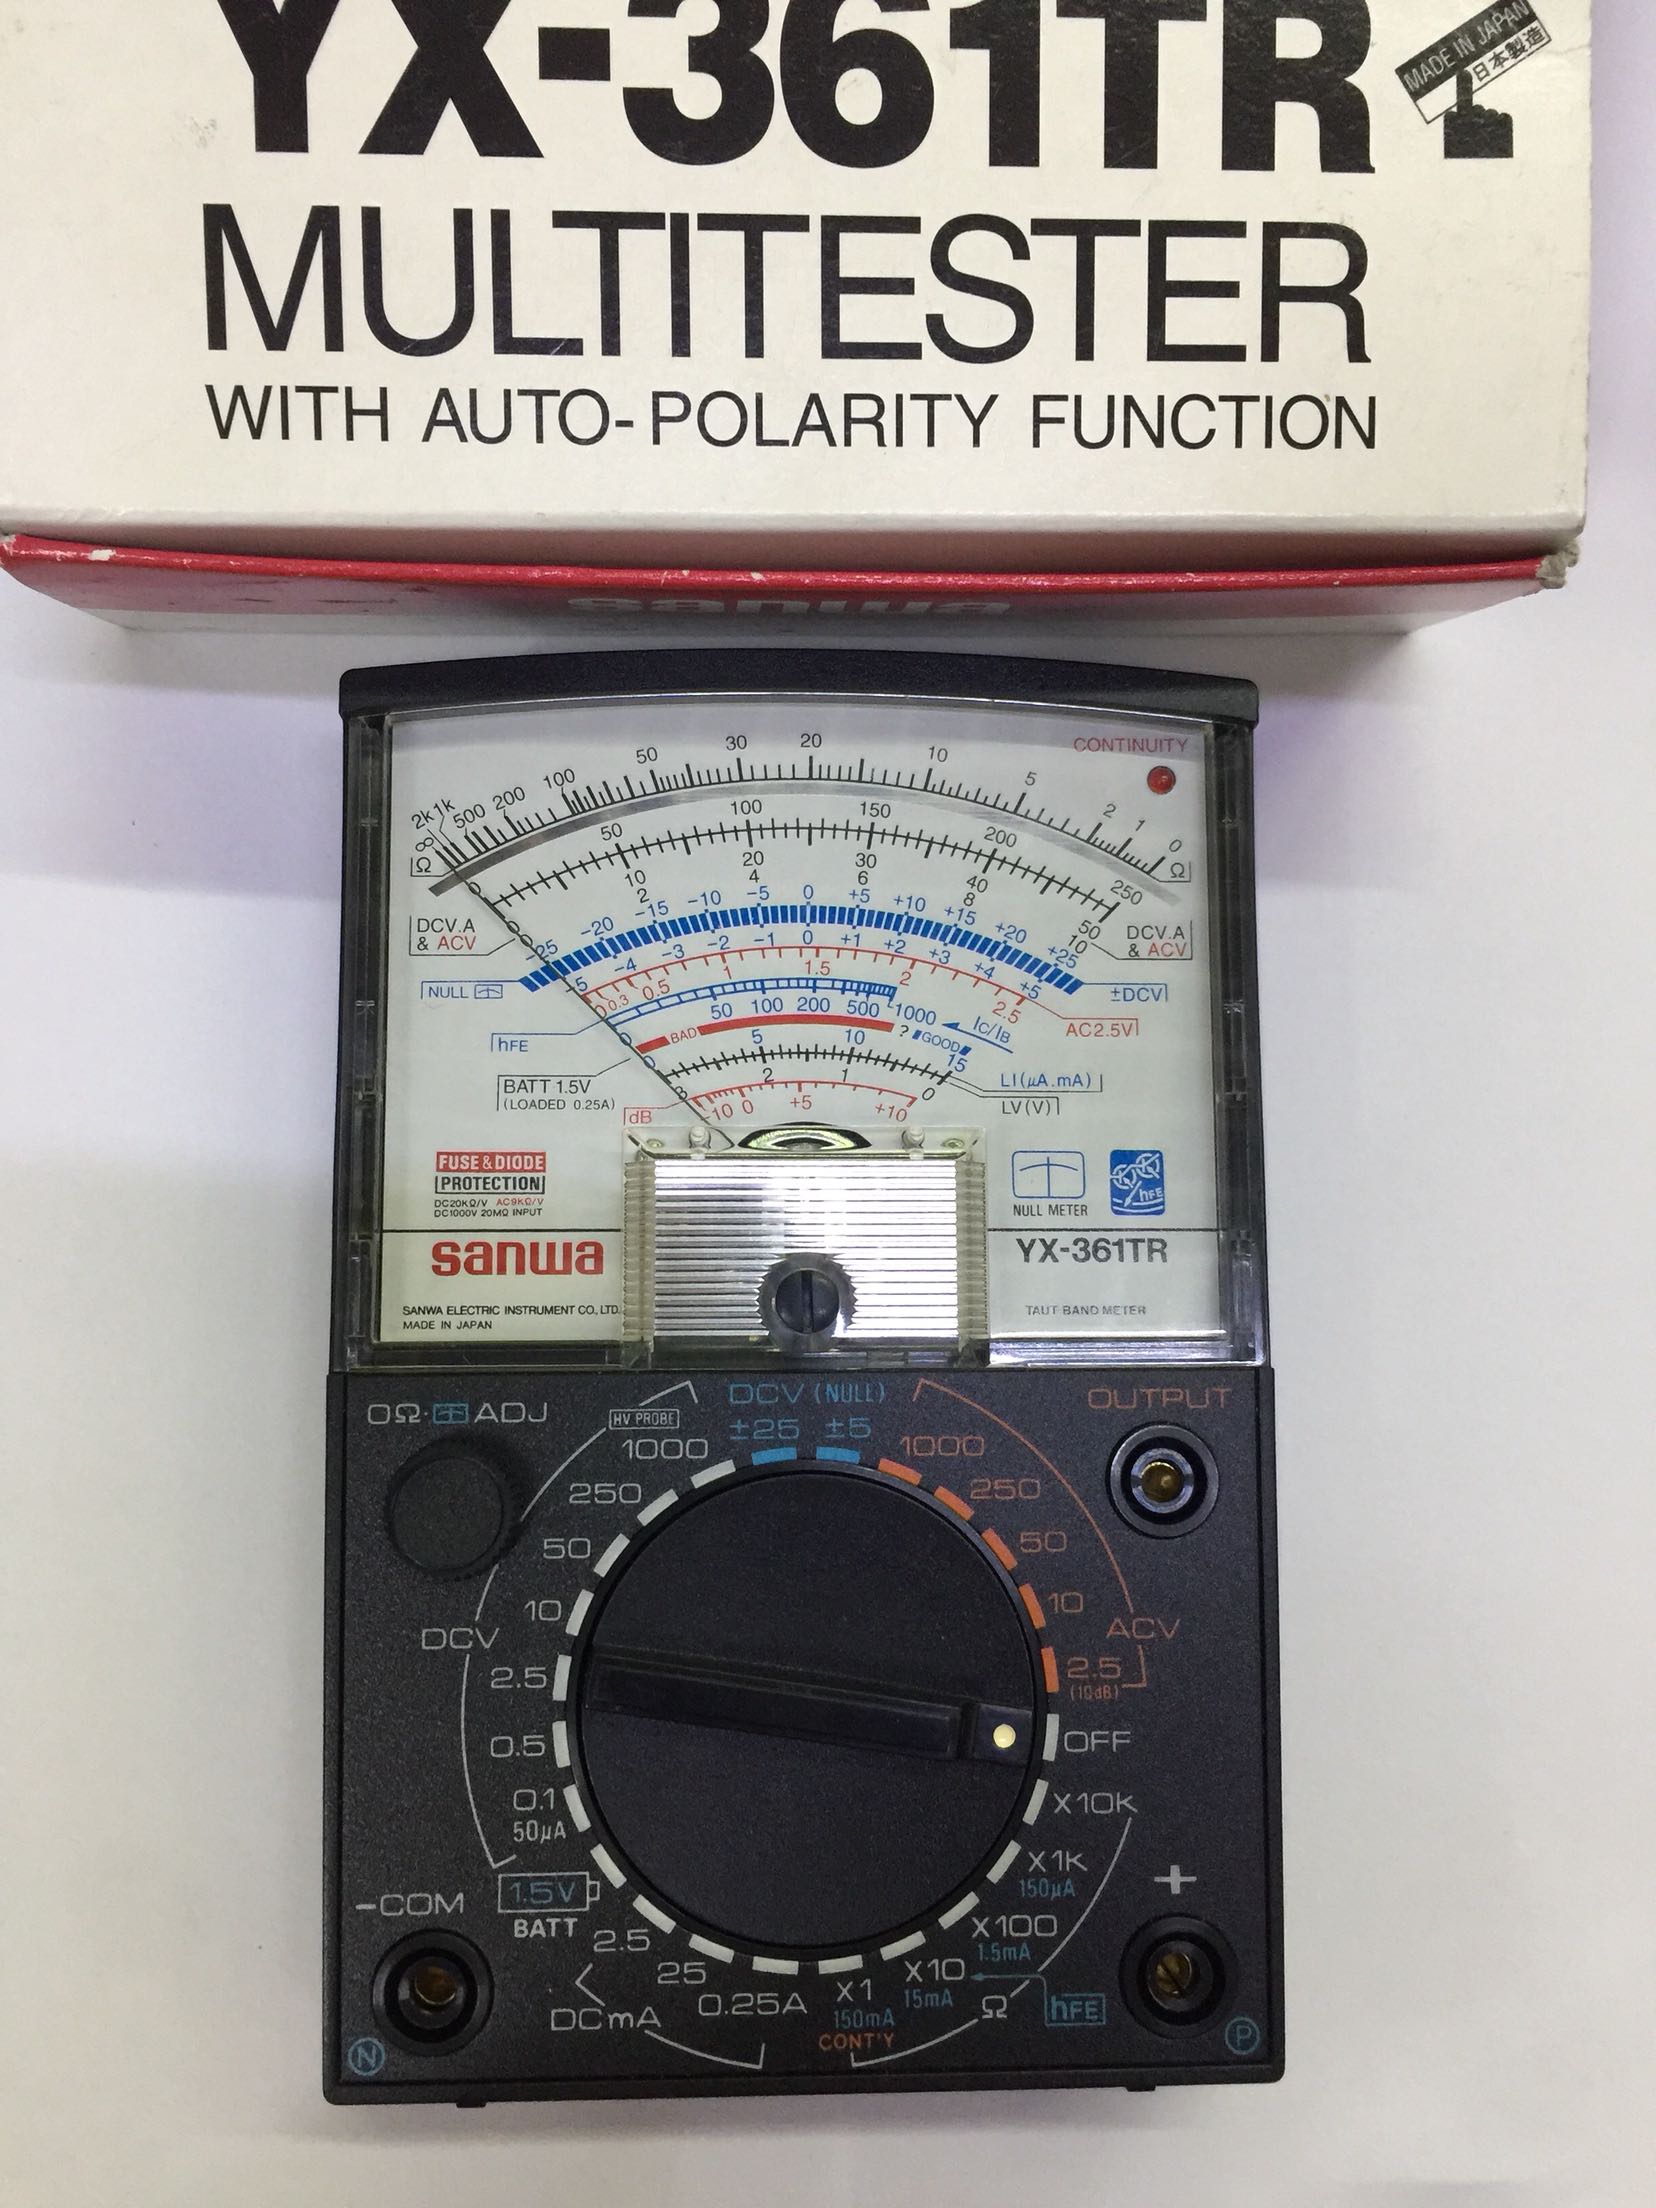 YX-361TR
MADE IN JAPAN
日本製造
MULTITESTER
WITH AUTO-POLARITY FUNCTION
sanwa
CONTINUITY
∞ 2k 1k 500 200 100 50 30 20 10 5 2 1 0
Ω Ω
0 50 100 150 200 250
0 10 20 30 40 50
0 2 4 6 8 10
DCV.A
& ACV
DCV.A
& ACV
-25 -20 -15 -10 -5 0 +5 +10 +15 +20 +25
-5 -4 -3 -2 -1 0 +1 +2 +3 +4 +5
NULL
±DCV
0 0.3 0.5 1 1.5 2 2.5
AC2.5V
0 50 100 200 500 1000
IC/IB
hFE
BAD ? GOOD
0 5 10 15
BATT 1.5V
(LOADED 0.25A)
LI(μA.mA)
3 2 1 0
LV(V)
dB
-10 0 +5 +10
FUSE & DIODE
PROTECTION
DC20KΩ/V AC9KΩ/V
DC1000V 20MΩ INPUT
NULL METER
hFE
sanwa
YX-361TR
SANWA ELECTRIC INSTRUMENT CO., LTD.
MADE IN JAPAN
TAUT BAND METER
0Ω· ADJ
HV PROBE
DCV (NULL)
±25 ±5
OUTPUT
1000
250
50
10
DCV
2.5
0.5
0.1
50μA
1000
250
50
10
ACV
2.5
(10dB)
OFF
X10K
X1K
150μA
X100
1.5mA
X10
15mA
hFE
Ω
X1
150mA
CONT'Y
0.25A
25
2.5
DCmA
1.5V
BATT
-COM
N
+
P